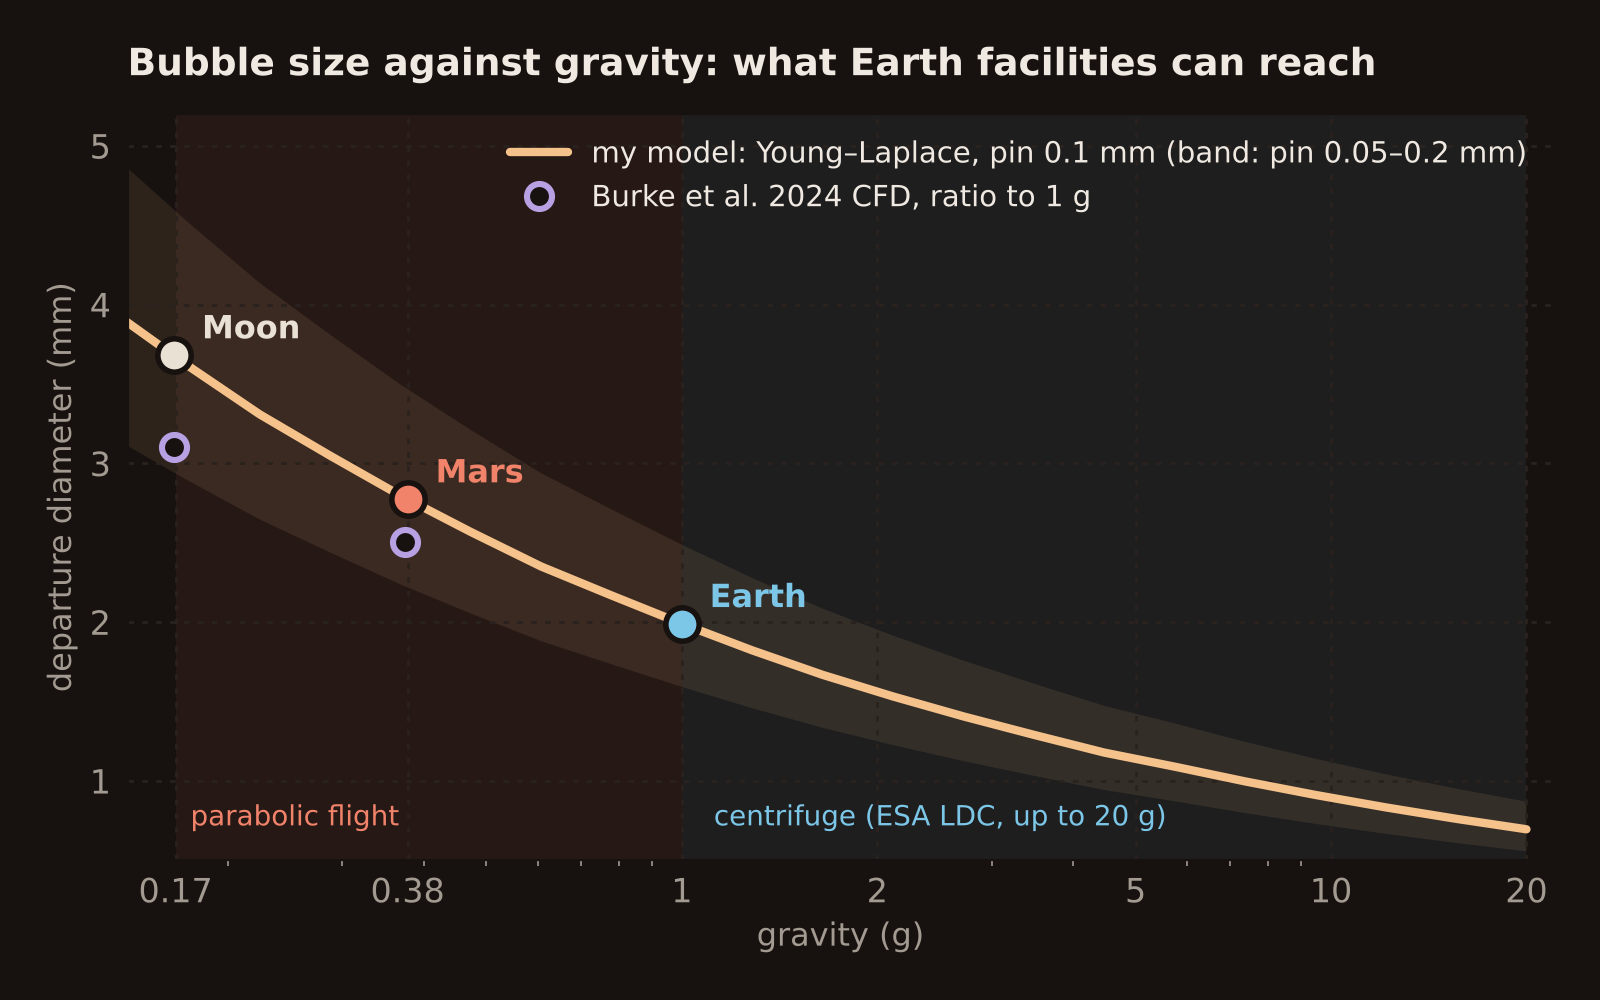 Bubble size against gravity: what Earth facilities can reach
my model: Young–Laplace, pin 0.1 mm (band: pin 0.05–0.2 mm)
Burke et al. 2024 CFD, ratio to 1 g
departure diameter (mm)
5
4
3
2
1
Moon
Mars
Earth
parabolic flight
centrifuge (ESA LDC, up to 20 g)
0.17
0.38
1
2
5
10
20
gravity (g)